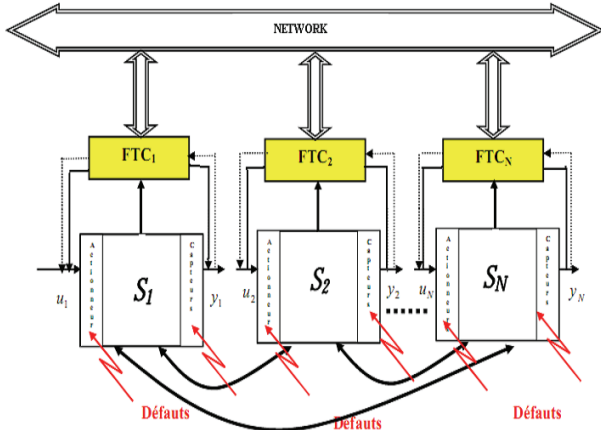 NETWORK
FTC1
FTC2
FTCN
Actionneur
S1
Capteurs
Actionneur
S2
Capteurs
Actionneur
SN
Capteurs
u1
y1
u2
y2
uN
yN
Défauts
Défauts
Défauts